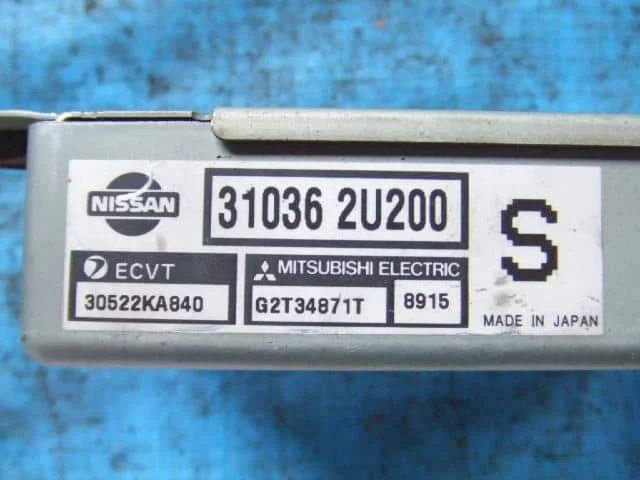 NISSAN
31036 2U200
S
ECVT
30522KA840
MITSUBISHI ELECTRIC
G2T34871T
8915
MADE IN JAPAN